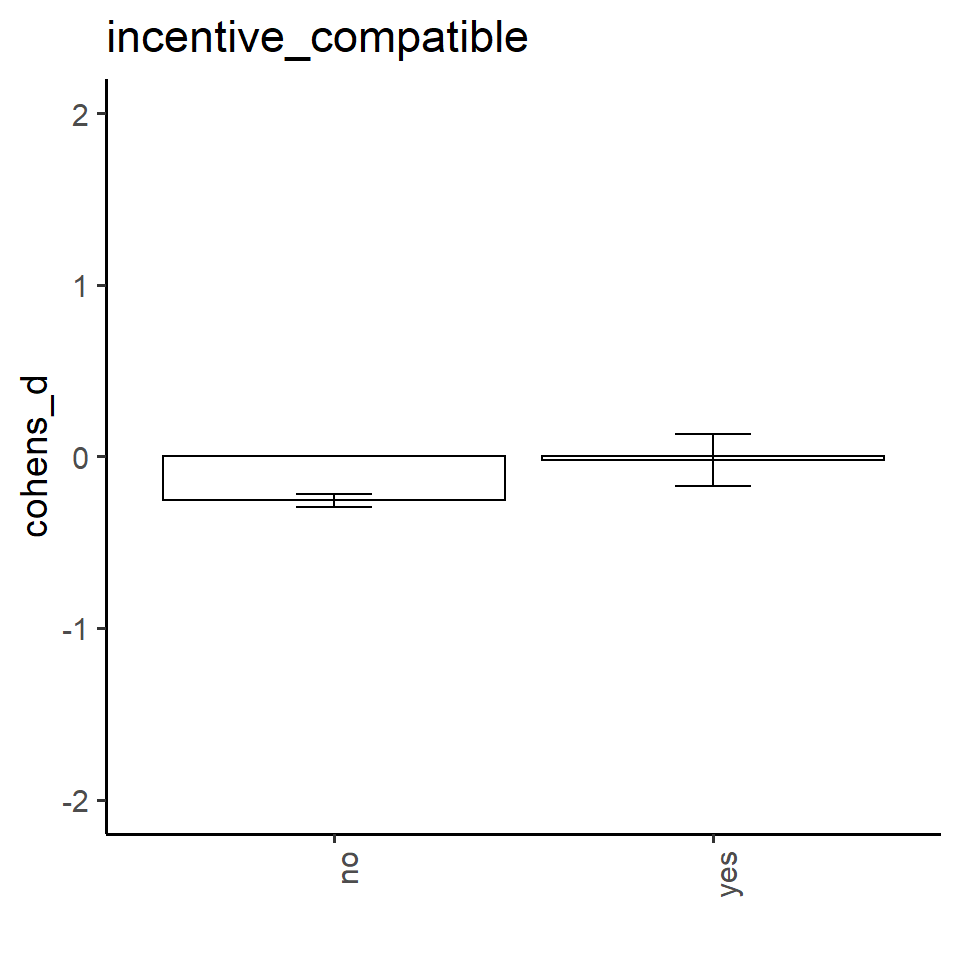 incentive_compatible
cohens_d
2
1
0
-1
-2
no
yes